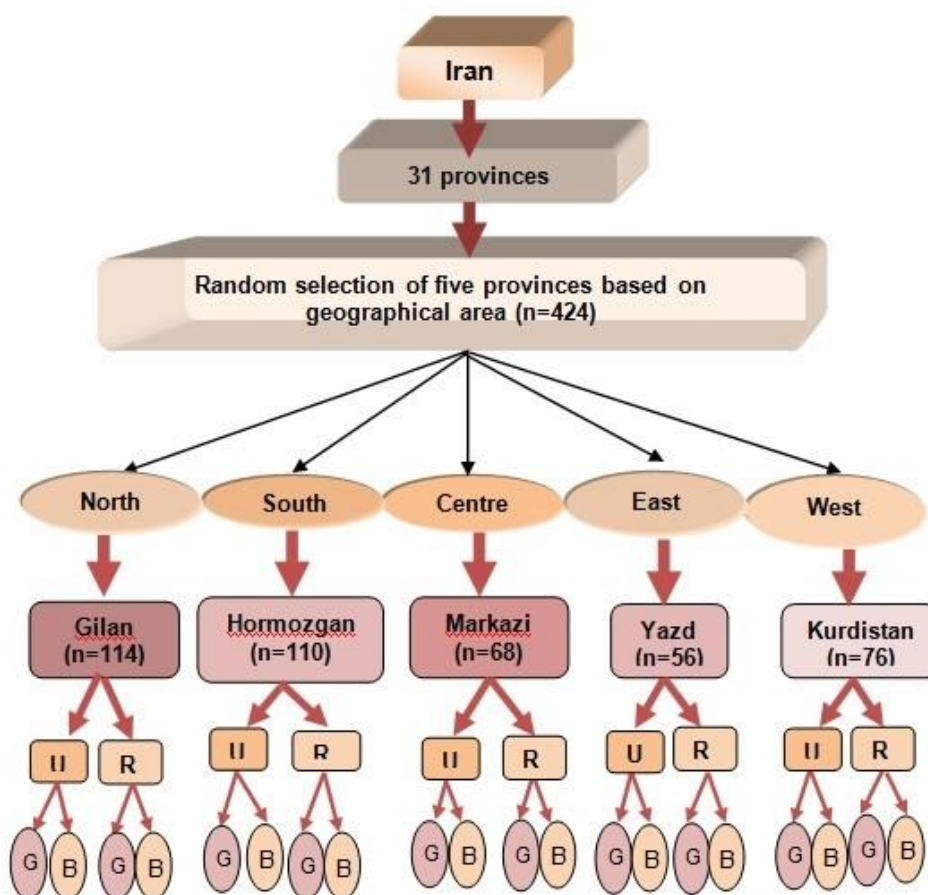 Iran
31 provinces
Random selection of five provinces based on
geographical area (n=424)
North South Centre East West
Gilan Hormozgan Markazi Yazd Kurdistan
(n=114) (n=110) (n=68) (n=56) (n=76)
U R U R U R U R U R
G B G B G B G B G B G B G B G B G B G B